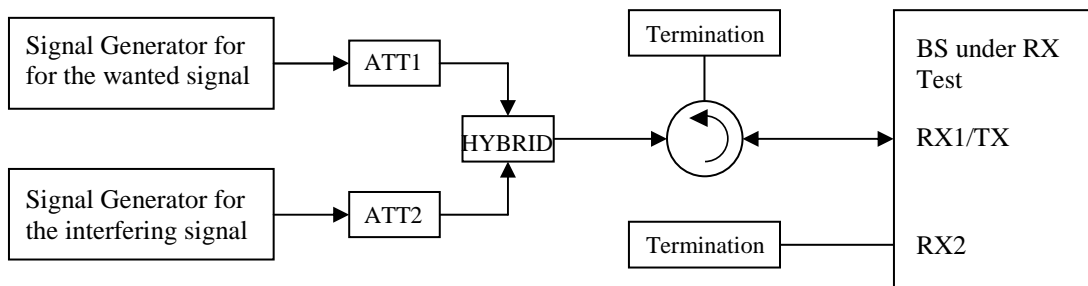 Signal Generator for
for the wanted signal
ATT1
HYBRID
Signal Generator for
the interfering signal
ATT2
Termination
Termination
BS under RX
Test
RX1/TX
RX2